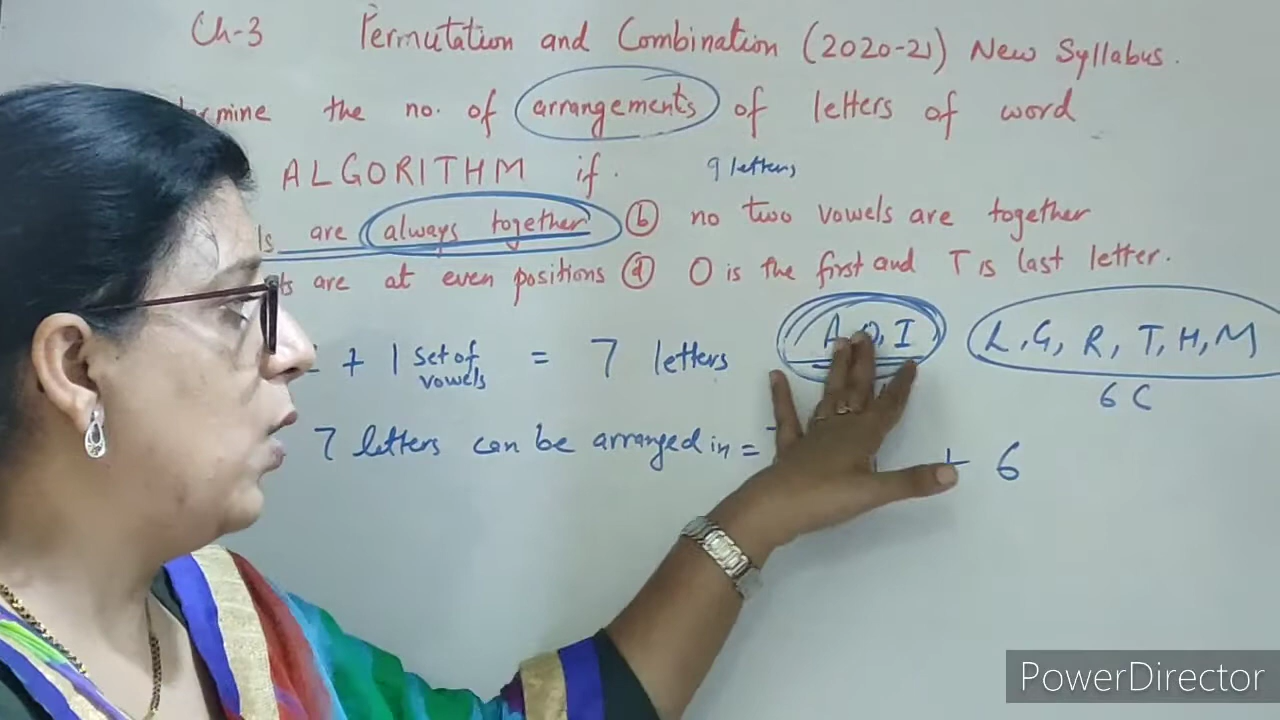 Ch-3 Permutation and Combination (2020-21) New Syllabus.
the no. of arrangements of letters of word
ALGORITHM if. 9 letters
are always together (b) no two vowels are together
are at even positions (d) O is the first and T is last letter.
A, O, I L, G, R, T, H, M
+ 1 set of vowels = 7 letters
6 C
7 letters can be arranged in =
+ 6
PowerDirector